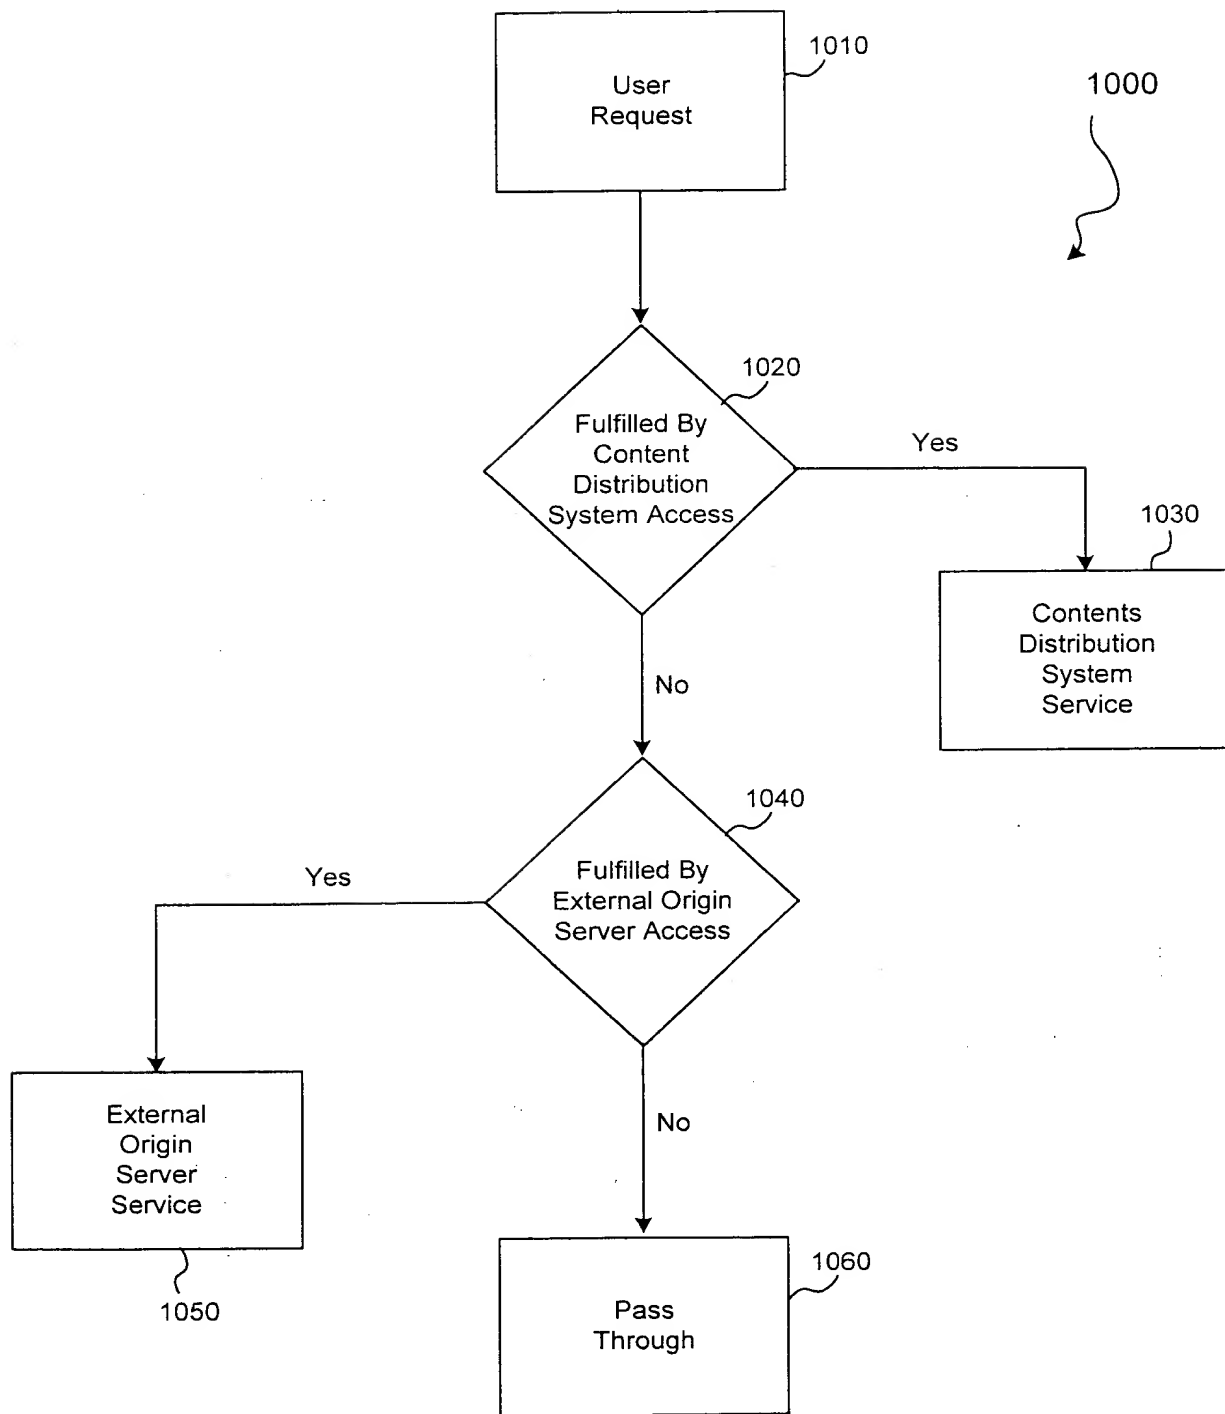 User
Request
1010
1000
1020
Fulfilled By
Content
Distribution
System Access
Yes
1030
Contents
Distribution
System
Service
No
1040
Fulfilled By
External Origin
Server Access
Yes
External
Origin
Server
Service
1050
No
1060
Pass
Through